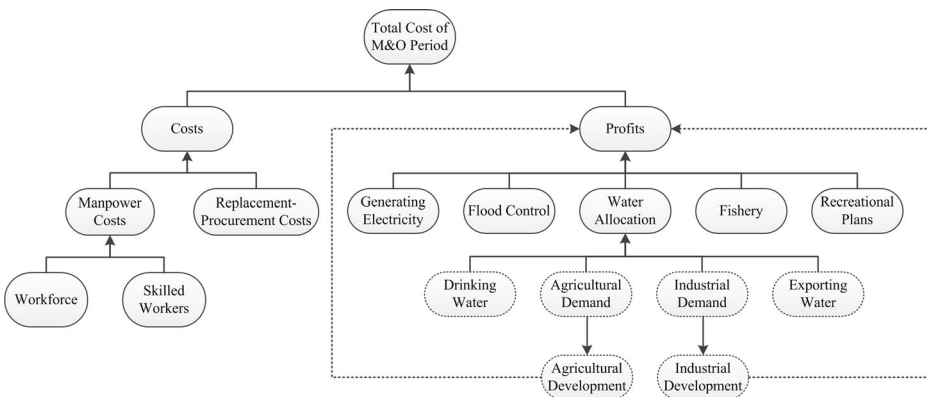 Total Cost of
M&O Period
Costs
Profits
Manpower
Costs
Replacement-
Procurement Costs
Generating
Electricity
Flood Control
Water
Allocation
Fishery
Recreational
Plans
Workforce
Skilled
Workers
Drinking
Water
Agricultural
Demand
Industrial
Demand
Exporting
Water
Agricultural
Development
Industrial
Development